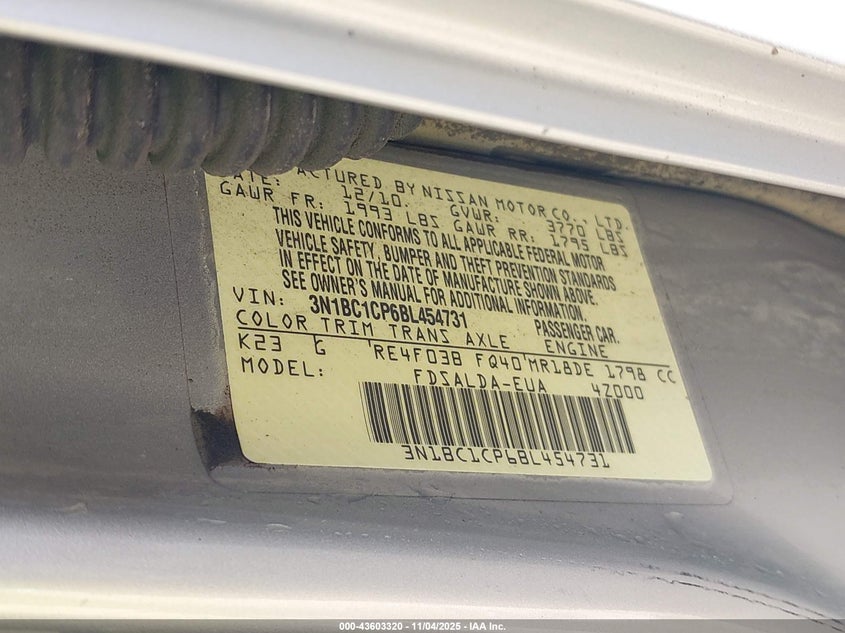 ACTURED BY NISSAN MOTOR CO., LTD.
DATE: 12/10 GVWR: 3770 LBS
GAWR FR: 1993 LBS GAWR RR: 1795 LBS
THIS VEHICLE CONFORMS TO ALL APPLICABLE FEDERAL MOTOR
VEHICLE SAFETY, BUMPER AND THEFT PREVENTION STANDARDS
IN EFFECT ON THE DATE OF MANUFACTURE SHOWN ABOVE.
SEE OWNER'S MANUAL FOR ADDITIONAL INFORMATION.
VIN: 3N1BC1CP6BL454731 PASSENGER CAR.
COLOR TRIM TRANS AXLE ENGINE
K23 G RE4F03B FQ40 MR18DE 1798 CC
MODEL: FDSALDA-EUA 4Z000
3N1BC1CP6BL454731
000-43603320 - 11/04/2025 - IAA Inc.